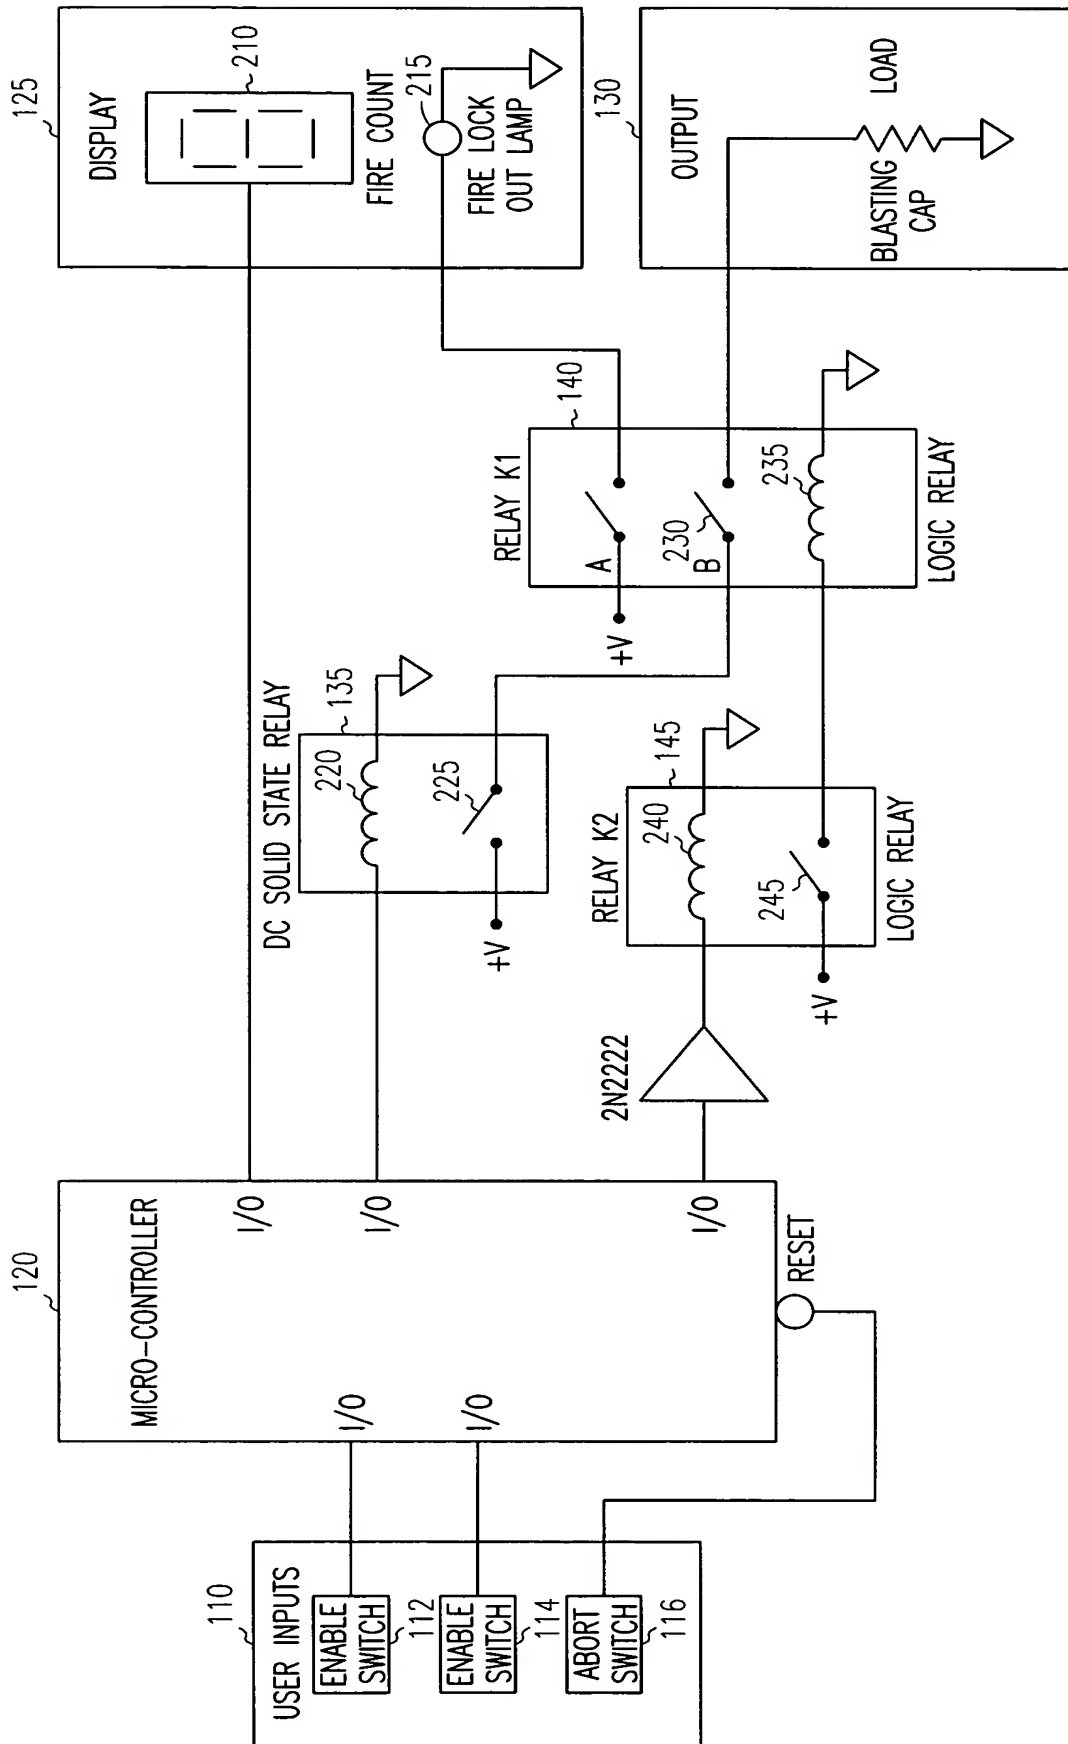 110
USER INPUTS
ENABLE
SWITCH
112
ENABLE
SWITCH
114
ABORT
SWITCH
116
120
MICRO-CONTROLLER
I/O
I/O
I/O
I/O
I/O
RESET
2N2222
DC SOLID STATE RELAY
135
220
225
+V
RELAY K2
145
240
245
+V
LOGIC RELAY
RELAY K1
140
A
+V
230
B
235
LOGIC RELAY
125
DISPLAY
210
FIRE COUNT
215
FIRE LOCK
OUT LAMP
130
OUTPUT
BLASTING
CAP
LOAD